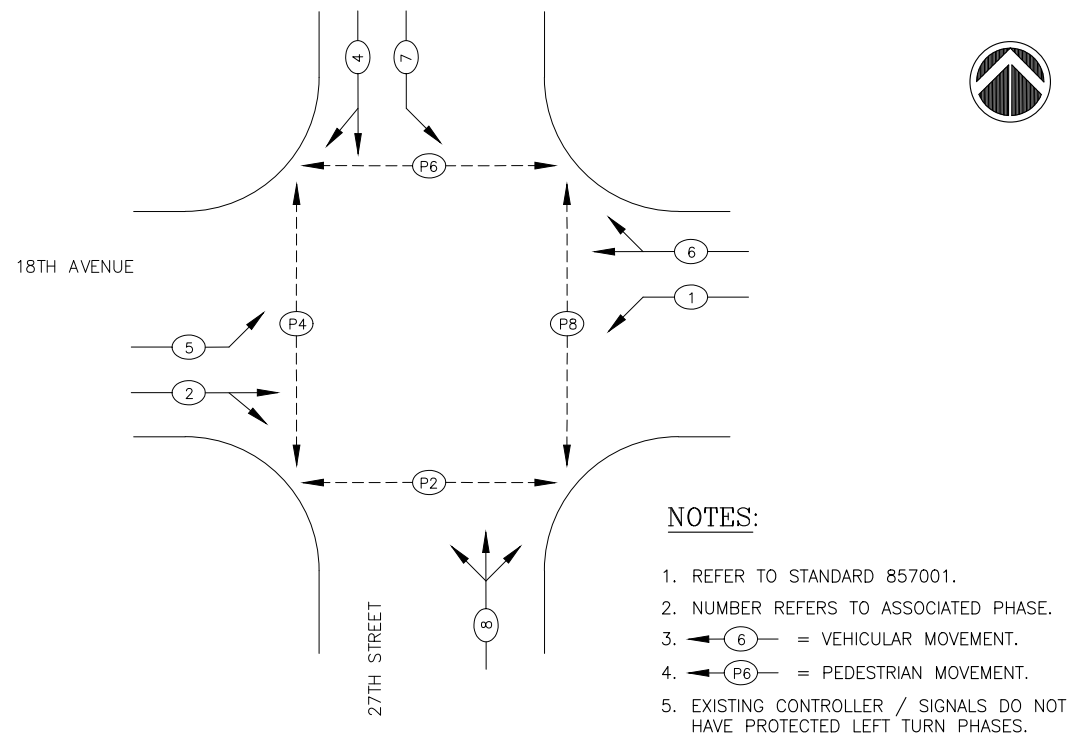 4
7
P6
6
18TH AVENUE
1
P4
P8
5
2
P2
8
27TH STREET
NOTES:
1. REFER TO STANDARD 857001.
2. NUMBER REFERS TO ASSOCIATED PHASE.
3. 6 = VEHICULAR MOVEMENT.
4. P6 = PEDESTRIAN MOVEMENT.
5. EXISTING CONTROLLER / SIGNALS DO NOT
HAVE PROTECTED LEFT TURN PHASES.